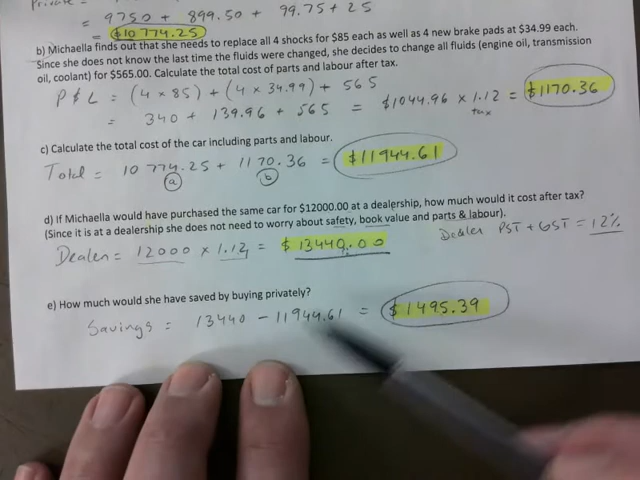 Private =
= 9750 + 899.50 + 99.75 + 25
= $10 774.25
b) Michaella finds out that she needs to replace all 4 shocks for $85 each as well as 4 new brake pads at $34.99 each.
Since she does not know the last time the fluids were changed, she decides to change all fluids (engine oil, transmission
oil, coolant) for $565.00. Calculate the total cost of parts and labour after tax.
P & L = (4 x 85) + (4 x 34.99) + 565
= 340 + 139.96 + 565 = $1044.96 x 1.12 = $1170.36
tax
c) Calculate the total cost of the car including parts and labour.
Total = 10 774.25 + 1170.36 = $11944.61
a b
d) If Michaella would have purchased the same car for $12000.00 at a dealership, how much would it cost after tax?
(Since it is at a dealership she does not need to worry about safety, book value and parts & labour).
Dealer PST + GST = 12%
Dealer = 12000 x 1.12 = $13440.00
e) How much would she have saved by buying privately?
Savings = 13440 - 11944.61 = $1495.39